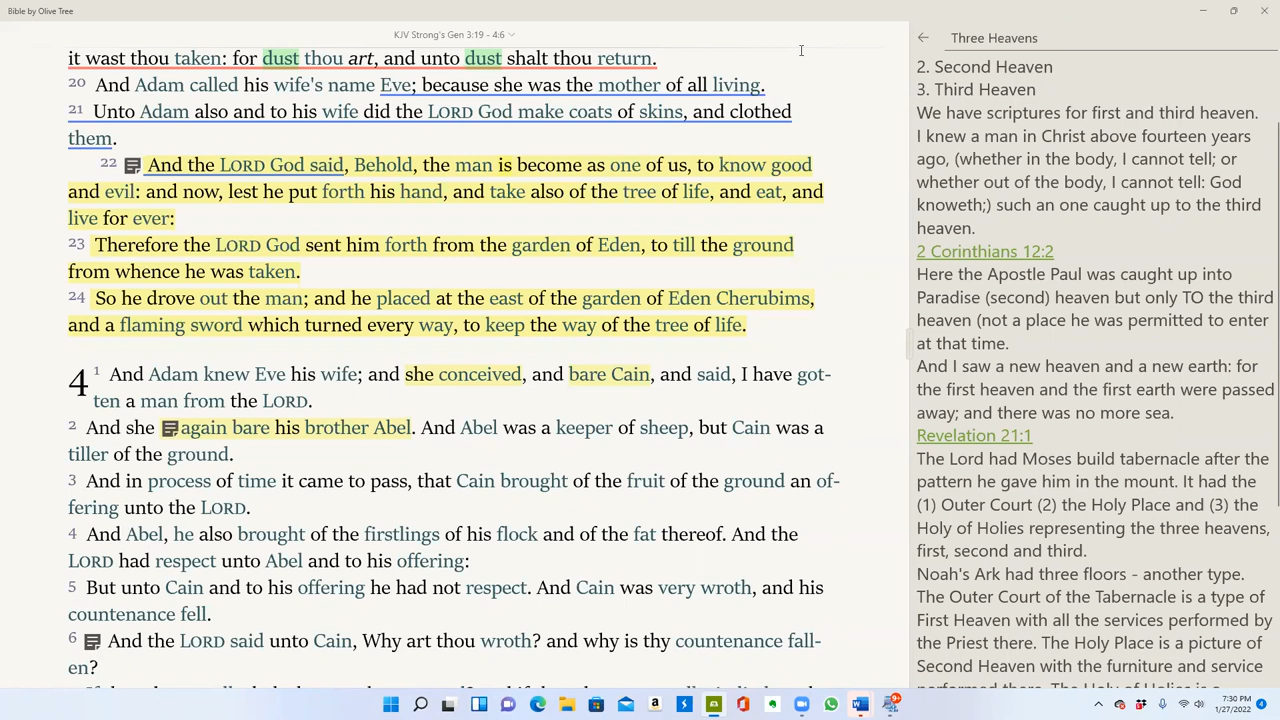 Bible by Olive Tree
KJV Strong's Gen 3:19 - 4:6
it wast thou taken: for dust thou art, and unto dust shalt thou return.
20 And Adam called his wife's name Eve; because she was the mother of all living.
21 Unto Adam also and to his wife did the LORD God make coats of skins, and clothed
them.
22 And the LORD God said, Behold, the man is become as one of us, to know good
and evil: and now, lest he put forth his hand, and take also of the tree of life, and eat, and
live for ever:
23 Therefore the LORD God sent him forth from the garden of Eden, to till the ground
from whence he was taken.
24 So he drove out the man; and he placed at the east of the garden of Eden Cherubims,
and a flaming sword which turned every way, to keep the way of the tree of life.
4 1 And Adam knew Eve his wife; and she conceived, and bare Cain, and said, I have got-
ten a man from the LORD.
2 And she again bare his brother Abel. And Abel was a keeper of sheep, but Cain was a
tiller of the ground.
3 And in process of time it came to pass, that Cain brought of the fruit of the ground an of-
fering unto the LORD.
4 And Abel, he also brought of the firstlings of his flock and of the fat thereof. And the
LORD had respect unto Abel and to his offering:
5 But unto Cain and to his offering he had not respect. And Cain was very wroth, and his
countenance fell.
6 And the LORD said unto Cain, Why art thou wroth? and why is thy countenance fall-
en?
Three Heavens
2. Second Heaven
3. Third Heaven
We have scriptures for first and third heaven.
I knew a man in Christ above fourteen years
ago, (whether in the body, I cannot tell; or
whether out of the body, I cannot tell: God
knoweth;) such an one caught up to the third
heaven.
2 Corinthians 12:2
Here the Apostle Paul was caught up into
Paradise (second) heaven but only TO the third
heaven (not a place he was permitted to enter
at that time.
And I saw a new heaven and a new earth: for
the first heaven and the first earth were passed
away; and there was no more sea.
Revelation 21:1
The Lord had Moses build tabernacle after the
pattern he gave him in the mount. It had the
(1) Outer Court (2) the Holy Place and (3) the
Holy of Holies representing the three heavens,
first, second and third.
Noah's Ark had three floors - another type.
The Outer Court of the Tabernacle is a type of
First Heaven with all the services performed by
the Priest there. The Holy Place is a picture of
Second Heaven with the furniture and service
performed there. The Holy of Holies is a
7:30 PM
1/27/2022